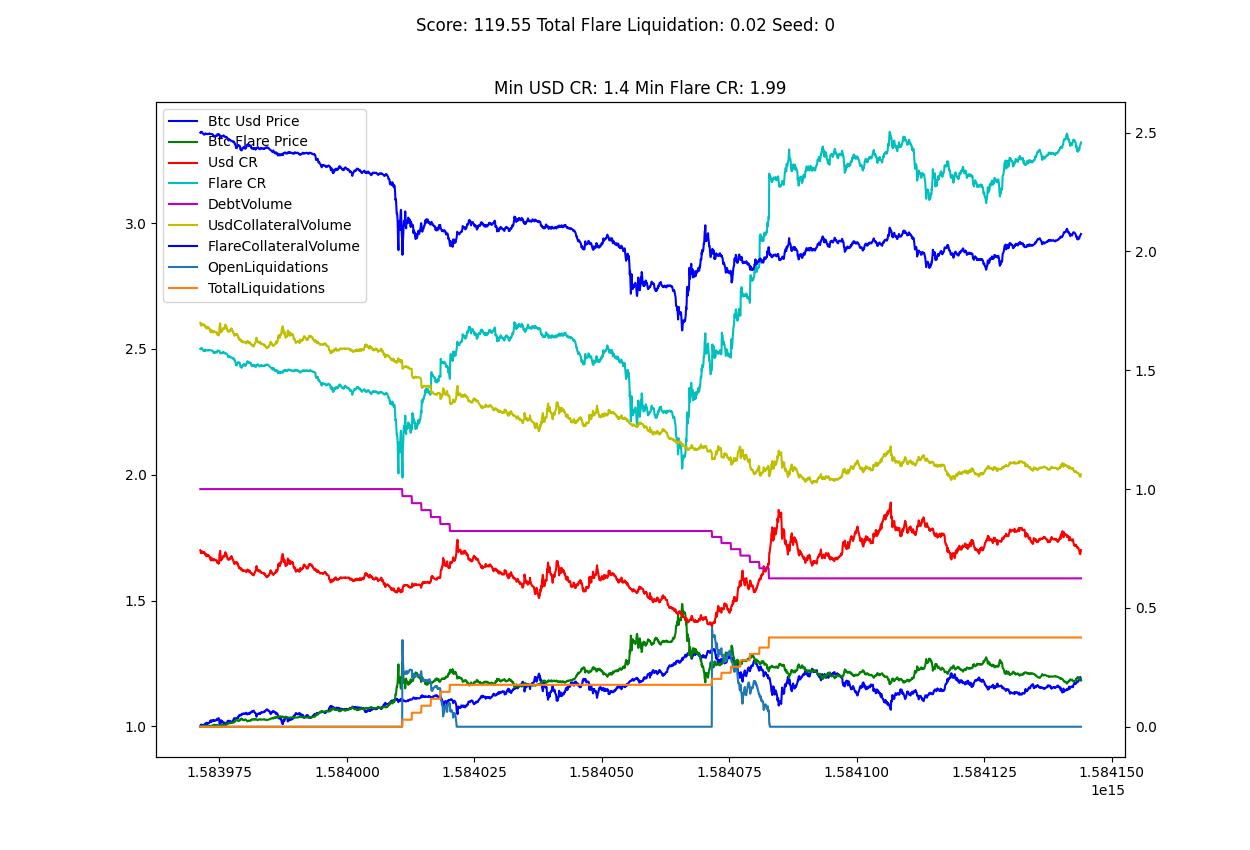 Score: 119.55 Total Flare Liquidation: 0.02 Seed: 0
Min USD CR: 1.4 Min Flare CR: 1.99
Btc Usd Price
Btc Flare Price
Usd CR
Flare CR
DebtVolume
UsdCollateralVolume
FlareCollateralVolume
OpenLiquidations
TotalLiquidations
3.0
2.5
2.0
1.5
1.0
2.5
2.0
1.5
1.0
0.5
0.0
1.583975 1.584000 1.584025 1.584050 1.584075 1.584100 1.584125 1.584150
1e15